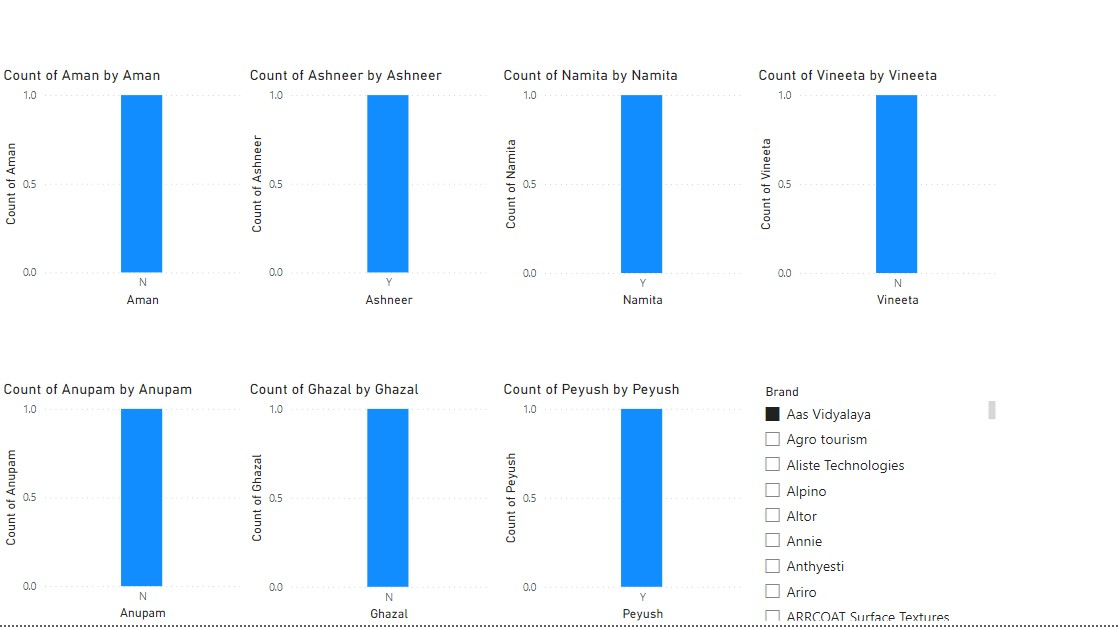 Count of Aman by Aman
Count of Aman
1.0
0.5
0.0
N
Aman
Count of Ashneer by Ashneer
Count of Ashneer
1.0
0.5
0.0
Y
Ashneer
Count of Namita by Namita
Count of Namita
1.0
0.5
0.0
Y
Namita
Count of Vineeta by Vineeta
Count of Vineeta
1.0
0.5
0.0
N
Vineeta
Count of Anupam by Anupam
Count of Anupam
1.0
0.5
0.0
N
Anupam
Count of Ghazal by Ghazal
Count of Ghazal
1.0
0.5
0.0
N
Ghazal
Count of Peyush by Peyush
Count of Peyush
1.0
0.5
0.0
Y
Peyush
Brand
Aas Vidyalaya
Agro tourism
Aliste Technologies
Alpino
Altor
Annie
Anthyesti
Ariro
ARRCOAT Surface Textures